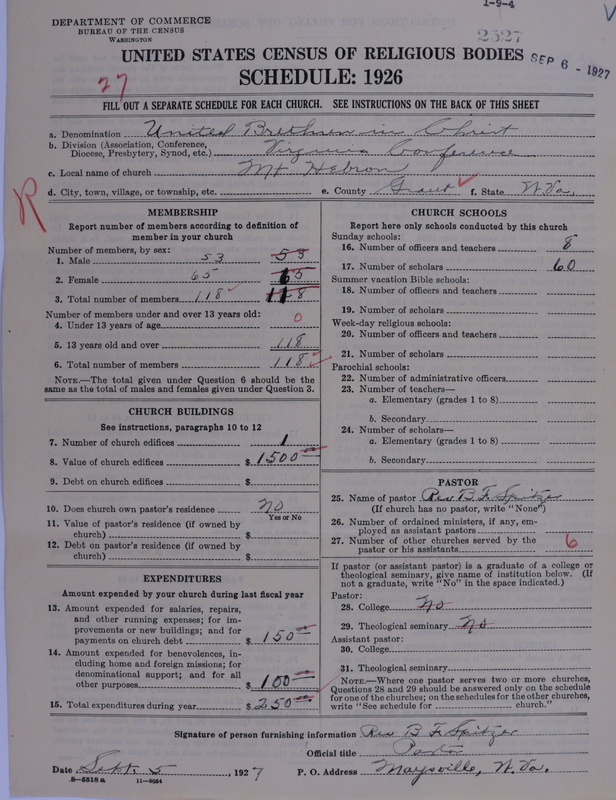 1-9-4
DEPARTMENT OF COMMERCE
BUREAU OF THE CENSUS
WASHINGTON
2527
UNITED STATES CENSUS OF RELIGIOUS BODIES
SEP 6 - 1927
SCHEDULE: 1926
27
FILL OUT A SEPARATE SCHEDULE FOR EACH CHURCH. SEE INSTRUCTIONS ON THE BACK OF THIS SHEET
a. Denomination United Brethren in Christ
b. Division (Association, Conference, Diocese, Presbytery, Synod, etc.) Virginia Conference
c. Local name of church Mt Hebron
d. City, town, village, or township, etc. e. County Grant f. State W. Va.
R
MEMBERSHIP
Report number of members according to definition of member in your church
Number of members, by sex:
1. Male 53 53
2. Female 65 65
3. Total number of members 118 118
Number of members under and over 13 years old:
4. Under 13 years of age 0
5. 13 years old and over 118
6. Total number of members 118
NOTE.—The total given under Question 6 should be the same as the total of males and females given under Question 3.
CHURCH BUILDINGS
See instructions, paragraphs 10 to 12
7. Number of church edifices 1
8. Value of church edifices $ 1500
9. Debt on church edifices $
10. Does church own pastor's residence? No
Yes or No
11. Value of pastor's residence (if owned by church) $
12. Debt on pastor's residence (if owned by church) $
EXPENDITURES
Amount expended by your church during last fiscal year
13. Amount expended for salaries, repairs, and other running expenses; for improvements or new buildings; and for payments on church debt $ 150
14. Amount expended for benevolences, including home and foreign missions; for denominational support; and for all other purposes $ 100
15. Total expenditures during year $ 250
CHURCH SCHOOLS
Report here only schools conducted by this church
Sunday schools:
16. Number of officers and teachers 8
17. Number of scholars 60
Summer vacation Bible schools:
18. Number of officers and teachers
19. Number of scholars
Week-day religious schools:
20. Number of officers and teachers
21. Number of scholars
Parochial schools:
22. Number of administrative officers
23. Number of teachers—
a. Elementary (grades 1 to 8)
b. Secondary
24. Number of scholars—
a. Elementary (grades 1 to 8)
b. Secondary
PASTOR
25. Name of pastor Rev B F Spitzer
(If church has no pastor, write "None")
26. Number of ordained ministers, if any, employed as assistant pastors
27. Number of other churches served by the pastor or his assistants 6
If pastor (or assistant pastor) is a graduate of a college or theological seminary, give name of institution below. (If not a graduate, write "No" in the space indicated.)
Pastor:
28. College No
29. Theological seminary No
Assistant pastor:
30. College
31. Theological seminary
NOTE.—Where one pastor serves two or more churches, Questions 28 and 29 should be answered only on the schedule for one of the churches; on the schedules for the other churches, write "See schedule for church."
Signature of person furnishing information Rev B F Spitzer
Official title Pastor
Date Sept. 5, 1927 P. O. Address Maysville, W. Va.
8-5518 a 11-9054